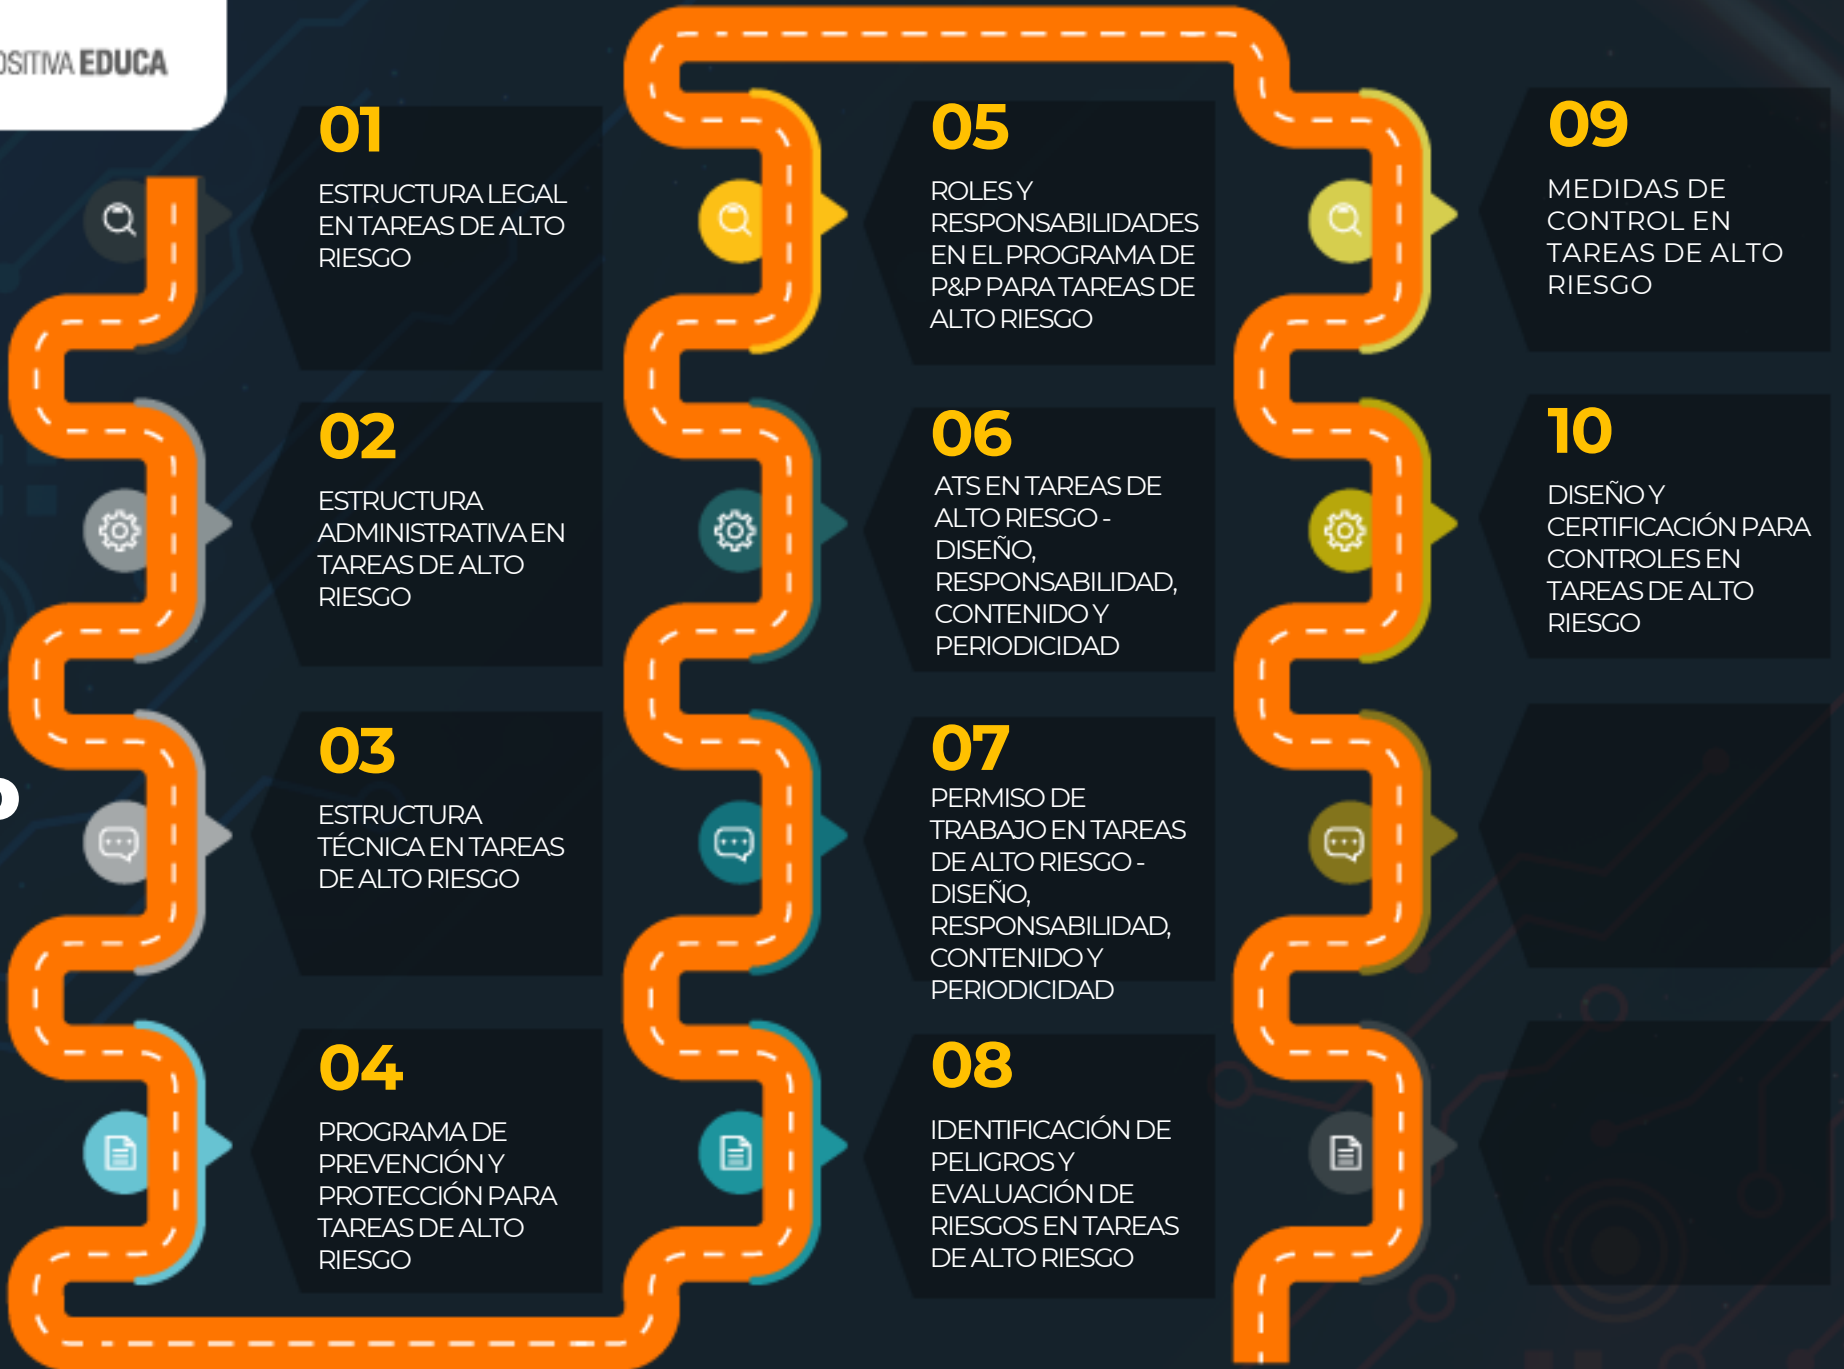 EDUCA
01
ESTRUCTURA LEGAL
EN TAREAS DE ALTO
RIESGO
02
ESTRUCTURA
ADMINISTRATIVA EN
TAREAS DE ALTO
RIESGO
03
ESTRUCTURA
TÉCNICA EN TAREAS
DE ALTO RIESGO
04
PROGRAMA DE
PREVENCIÓN Y
PROTECCIÓN PARA
TAREAS DE ALTO
RIESGO
05
ROLES Y
RESPONSABILIDADES
EN EL PROGRAMA DE
P&P PARA TAREAS DE
ALTO RIESGO
06
ATS EN TAREAS DE
ALTO RIESGO -
DISEÑO,
RESPONSABILIDAD,
CONTENIDO Y
PERIODICIDAD
07
PERMISO DE
TRABAJO EN TAREAS
DE ALTO RIESGO -
DISEÑO,
RESPONSABILIDAD,
CONTENIDO Y
PERIODICIDAD
08
IDENTIFICACIÓN DE
PELIGROS Y
EVALUACIÓN DE
RIESGOS EN TAREAS
DE ALTO RIESGO
09
MEDIDAS DE
CONTROL EN
TAREAS DE ALTO
RIESGO
10
DISEÑO Y
CERTIFICACIÓN PARA
CONTROLES EN
TAREAS DE ALTO
RIESGO